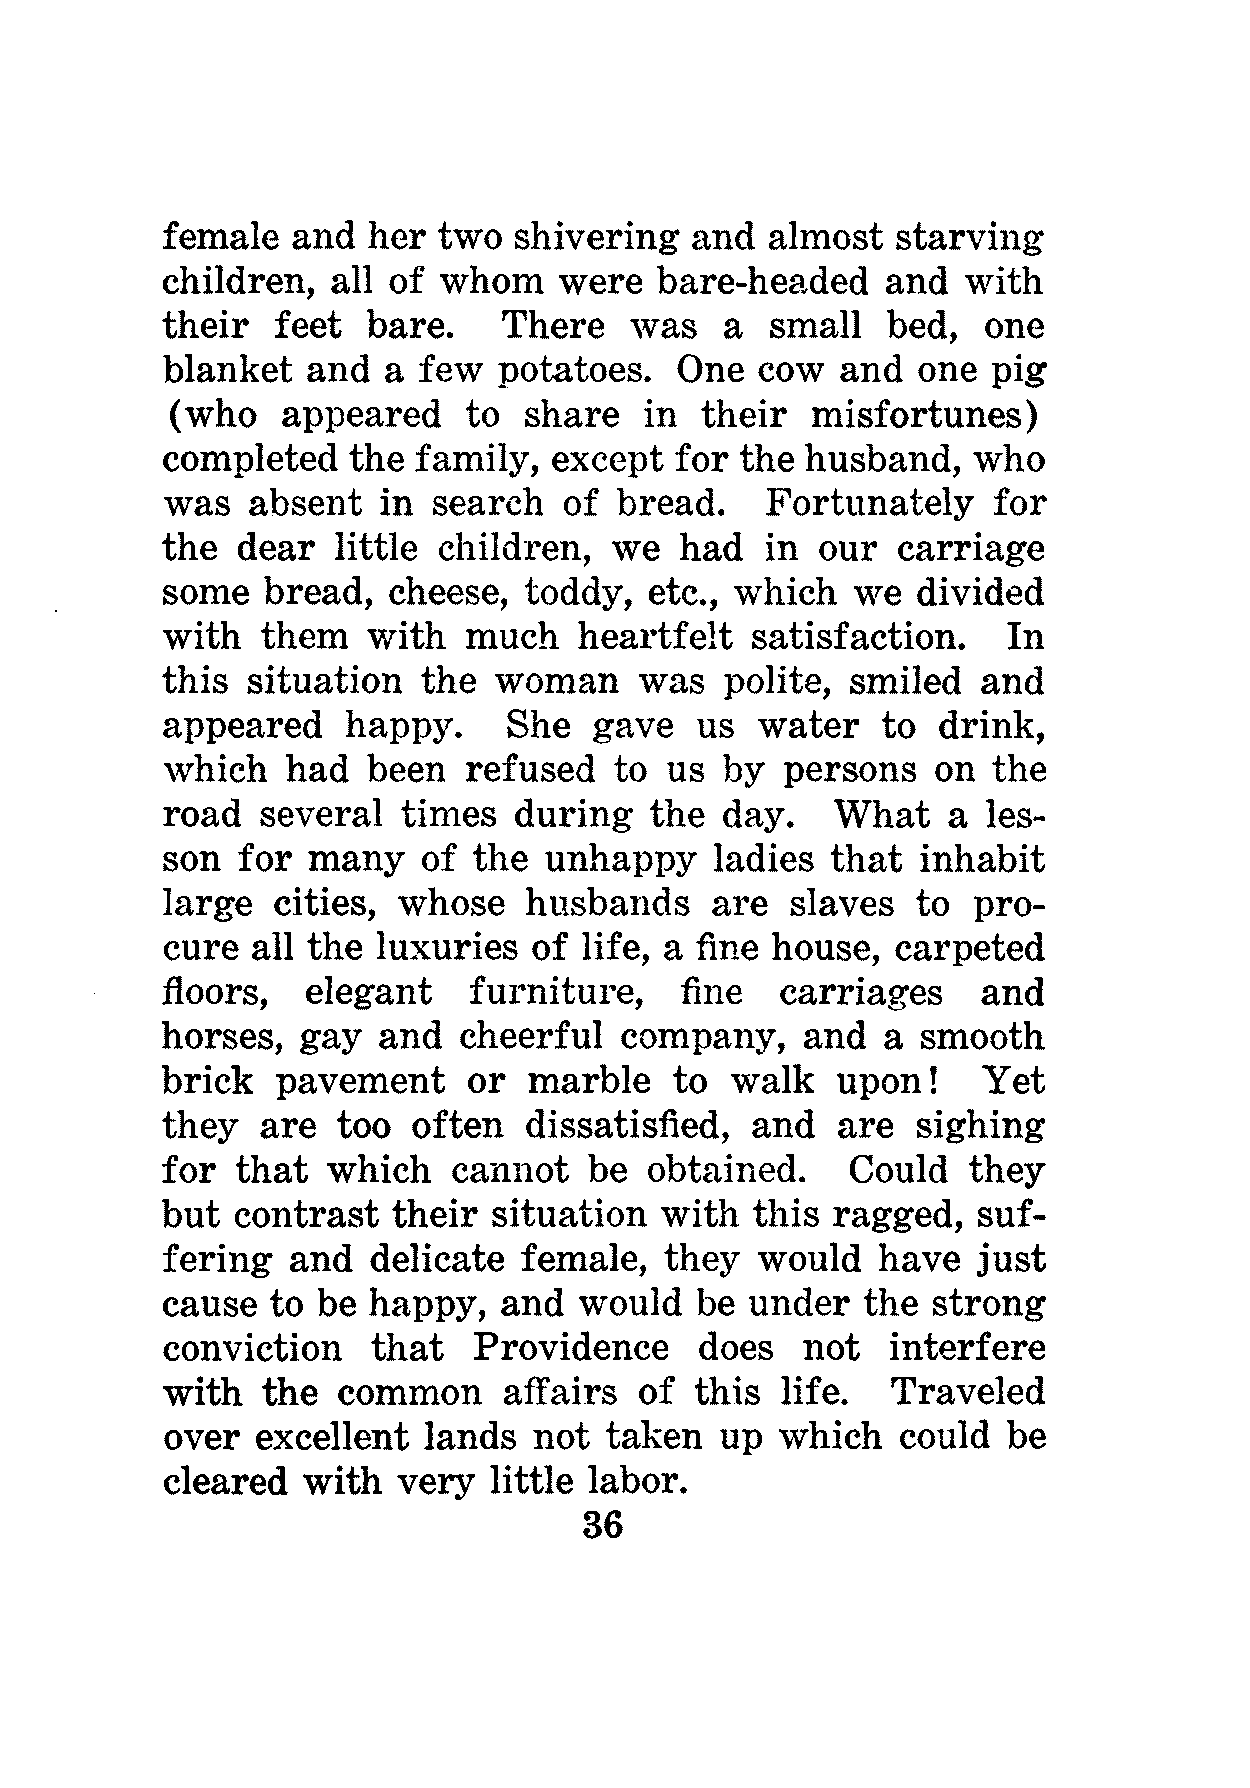 female and her two shivering and almost starving
children, all of whom were bare-headed and with
their feet bare. There was a small bed, one
blanket and a few potatoes. One cow and one pig
(who appeared to share in their misfortunes)
completed the family, except for the husband, who
was absent in search of bread. Fortunately for
the dear little children, we had in our carriage
some bread, cheese, toddy, etc., which we divided
with them with much heartfelt satisfaction. In
this situation the woman was polite, smiled and
appeared happy. She gave us water to drink,
which had been refused to us by persons on the
road several times during the day. What a les-
son for many of the unhappy ladies that inhabit
large cities, whose husbands are slaves to pro-
cure all the luxuries of life, a fine house, carpeted
floors, elegant furniture, fine carriages and
horses, gay and cheerful company, and a smooth
brick pavement or marble to walk upon! Yet
they are too often dissatisfied, and are sighing
for that which cannot be obtained. Could they
but contrast their situation with this ragged, suf-
fering and delicate female, they would have just
cause to be happy, and would be under the strong
conviction that Providence does not interfere
with the common affairs of this life. Traveled
over excellent lands not taken up which could be
cleared with very little labor.
36